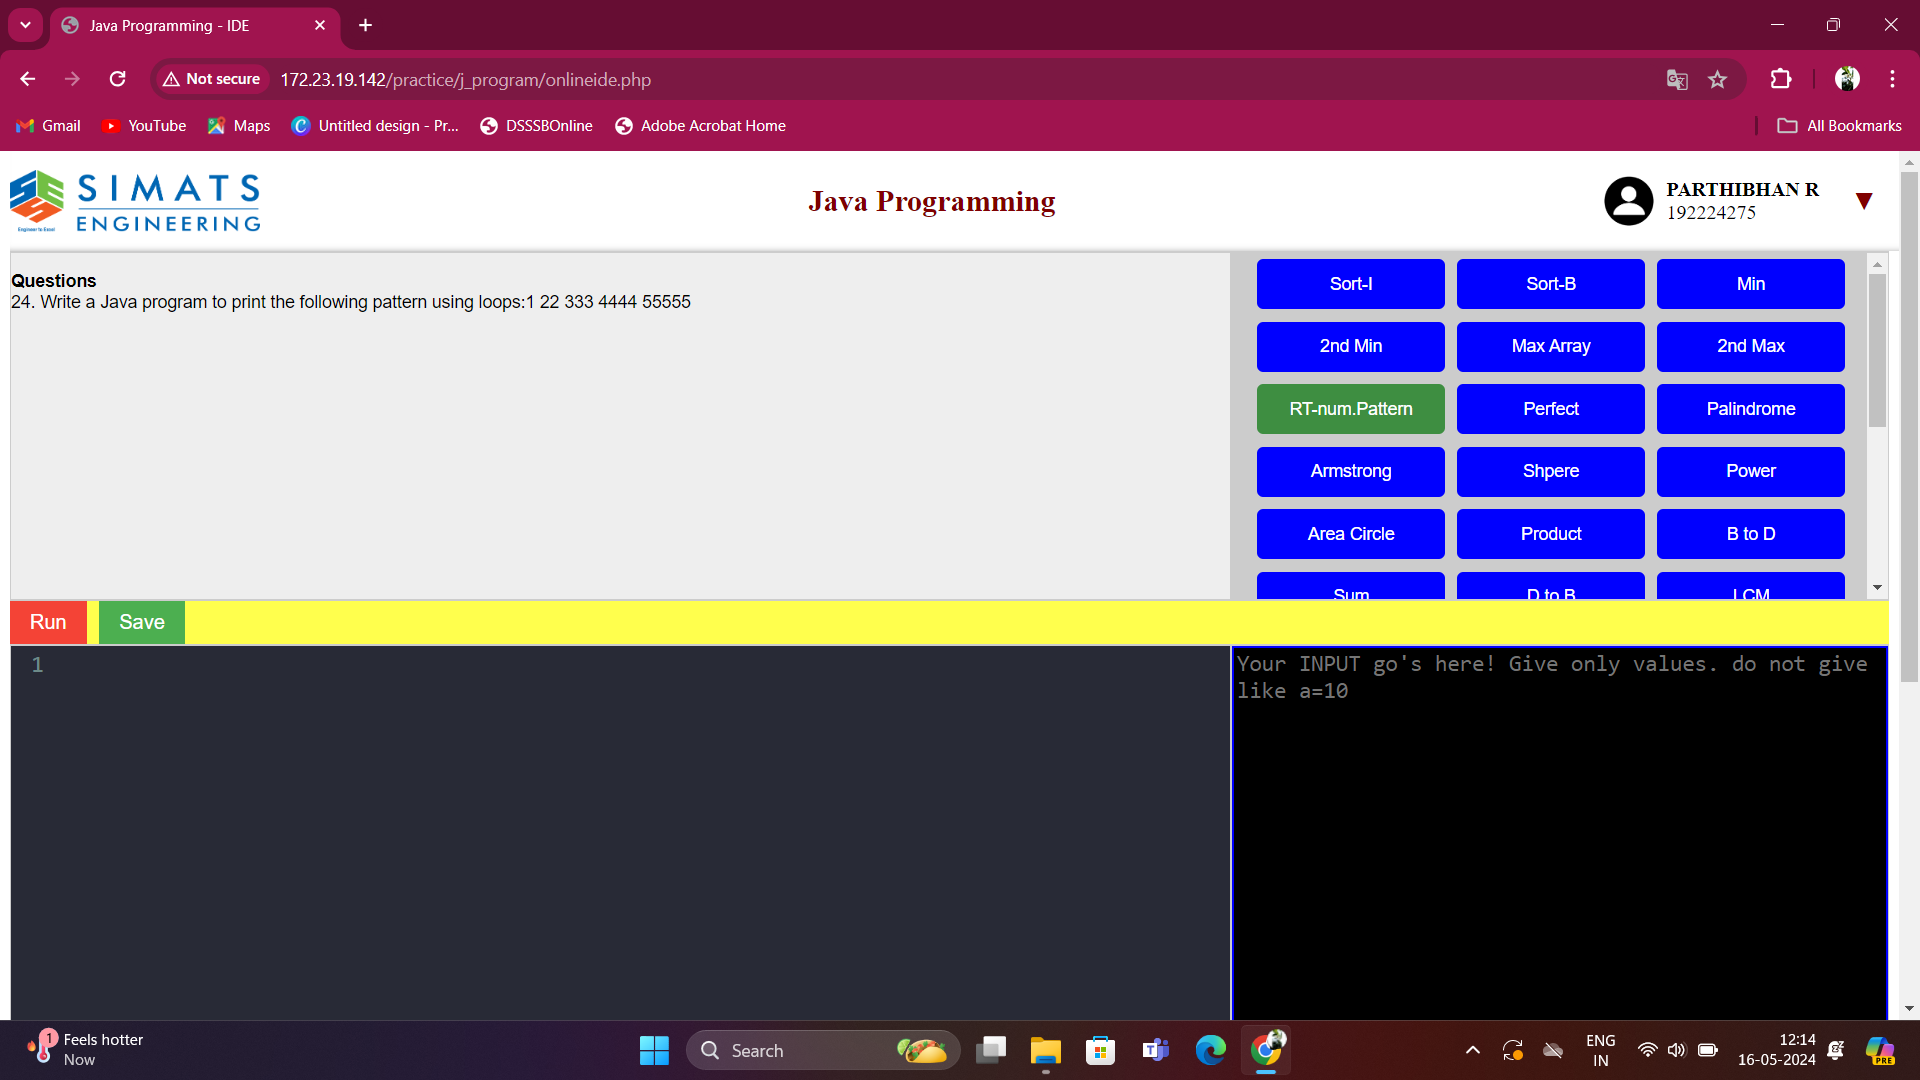 Java Programming - IDE
Not secure
172.23.19.142/practice/j_program/onlineide.php
Gmail
YouTube
Maps
Untitled design - Pr...
DSSSBOnline
Adobe Acrobat Home
All Bookmarks
SIMATS
ENGINEERING
Engineer to Excel
Java Programming
PARTHIBHAN R
192224275
Questions
24. Write a Java program to print the following pattern using loops:1 22 333 4444 55555
Sort-I
Sort-B
Min
2nd Min
Max Array
2nd Max
RT-num.Pattern
Perfect
Palindrome
Armstrong
Shpere
Power
Area Circle
Product
B to D
Sum
D to B
LCM
Run
Save
1
Your INPUT go's here! Give only values. do not give
like a=10
1
Feels hotter
Now
Search
ENG
IN
12:14
16-05-2024
PRE